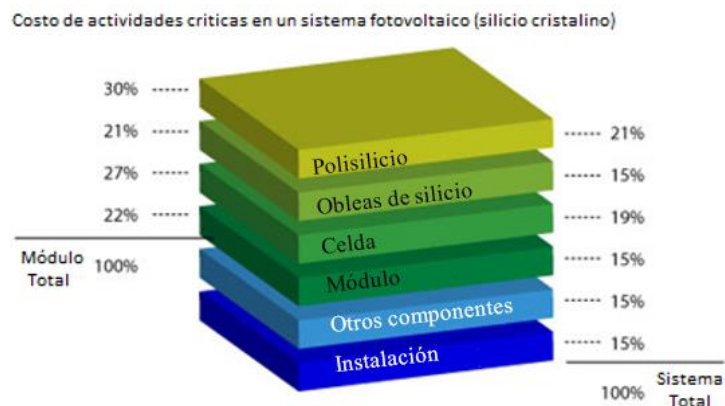 Costo de actividades criticas en un sistema fotovoltaico (silicio cristalino)
30%
21%
27%
22%
Módulo
Total
100%
Polisilicio
Obleas de silicio
Celda
Módulo
Otros componentes
Instalación
21%
15%
19%
15%
15%
15%
100%
Sistema
Total